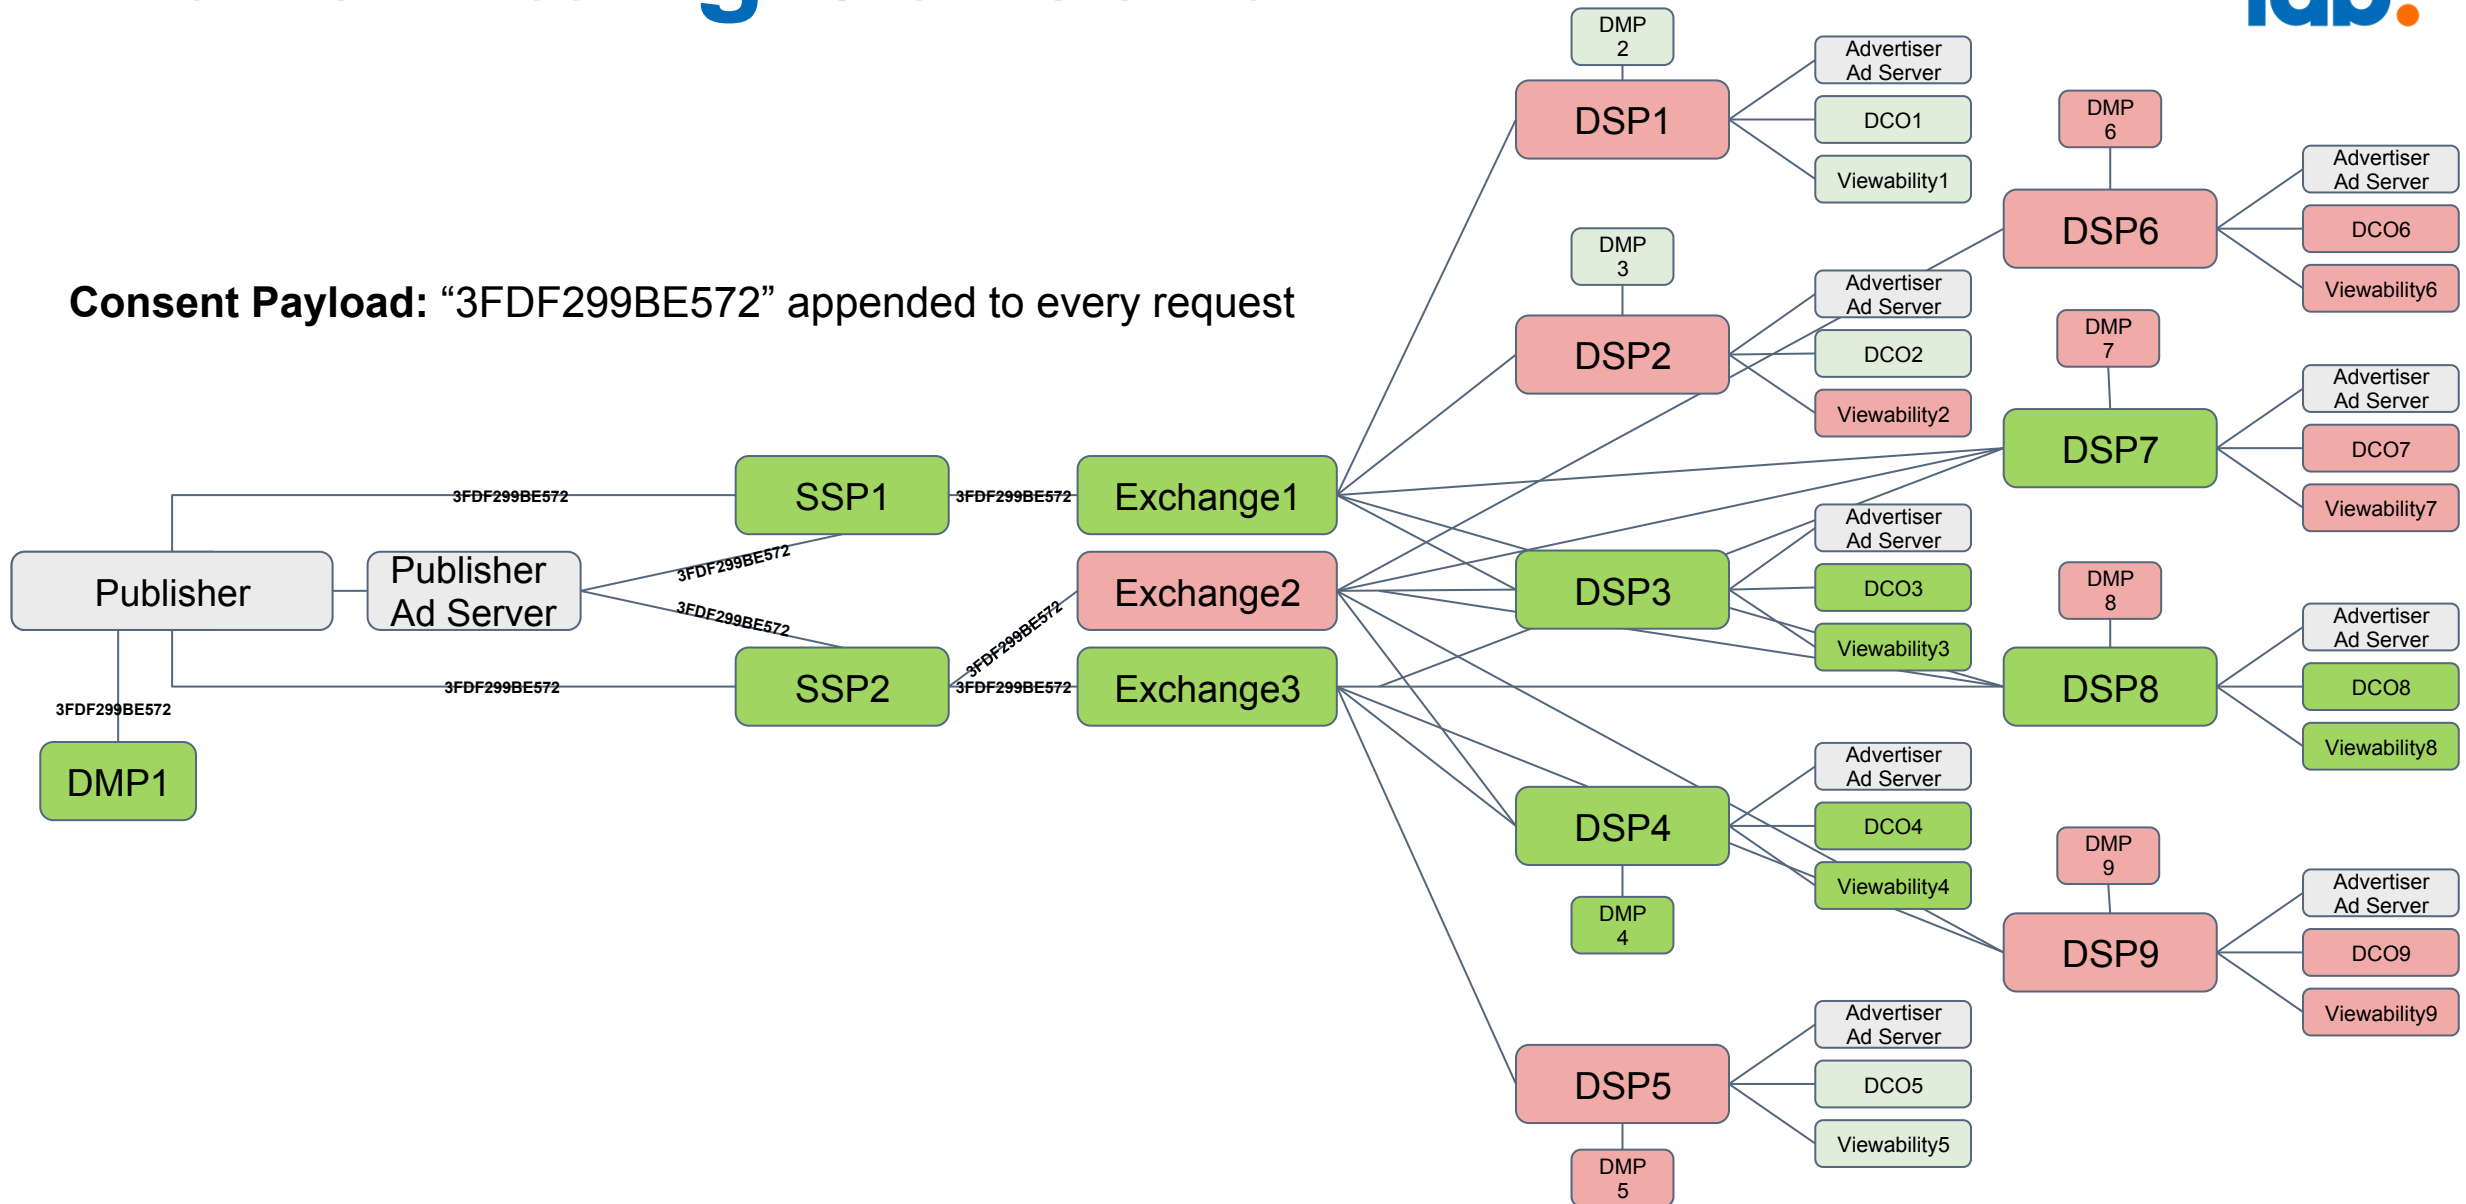 iab.
Consent Payload: “3FDF299BE572” appended to every request
Publisher
Publisher
Ad Server
DMP1
3FDF299BE572
3FDF299BE572
3FDF299BE572
3FDF299BE572
3FDF299BE572
SSP1
SSP2
3FDF299BE572
3FDF299BE572
3FDF299BE572
Exchange1
Exchange2
Exchange3
DMP
2
DSP1
Advertiser
Ad Server
DCO1
Viewability1
DMP
3
DSP2
Advertiser
Ad Server
DCO2
Viewability2
DSP3
Advertiser
Ad Server
DCO3
Viewability3
DSP4
DMP
4
Advertiser
Ad Server
DCO4
Viewability4
DSP5
DMP
5
Advertiser
Ad Server
DCO5
Viewability5
DMP
6
DSP6
Advertiser
Ad Server
DCO6
Viewability6
DMP
7
DSP7
Advertiser
Ad Server
DCO7
Viewability7
DMP
8
DSP8
Advertiser
Ad Server
DCO8
Viewability8
DMP
9
DSP9
Advertiser
Ad Server
DCO9
Viewability9